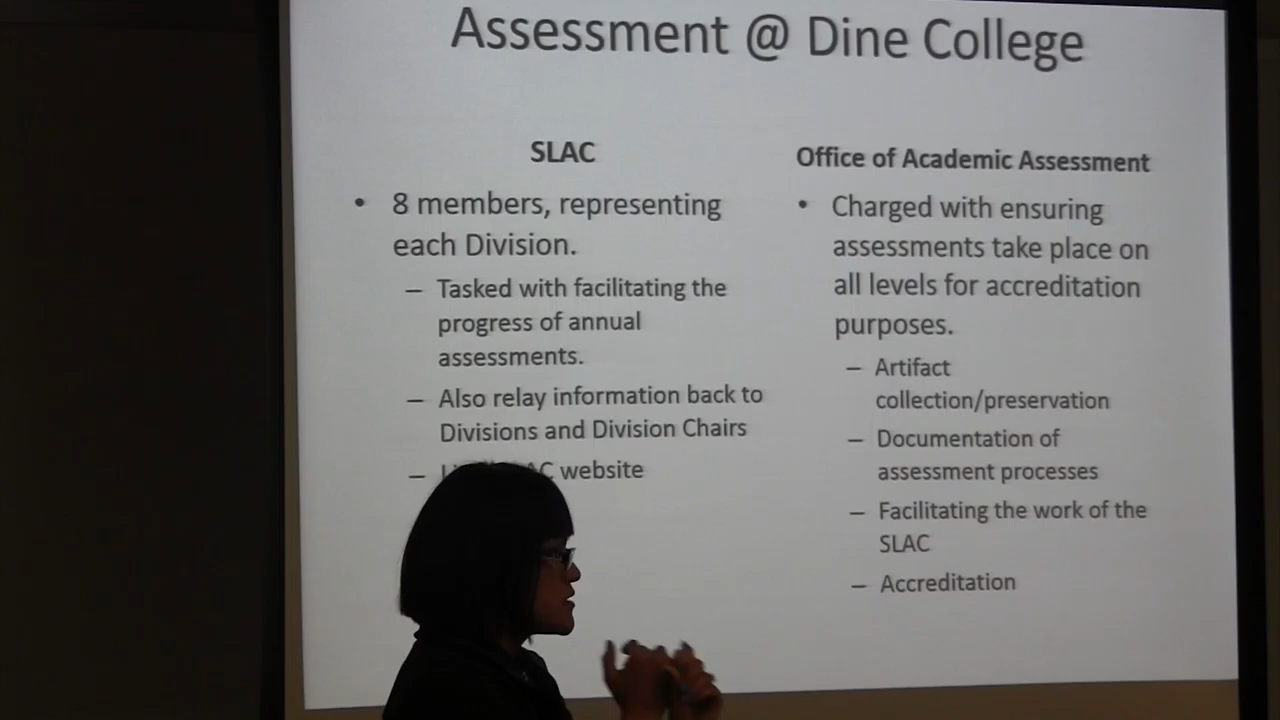 Assessment @ Dine College
SLAC
• 8 members, representing
each Division.
– Tasked with facilitating the
progress of annual
assessments.
– Also relay information back to
Divisions and Division Chairs
– website
Office of Academic Assessment
• Charged with ensuring
assessments take place on
all levels for accreditation
purposes.
– Artifact
collection/preservation
– Documentation of
assessment processes
– Facilitating the work of the
SLAC
– Accreditation